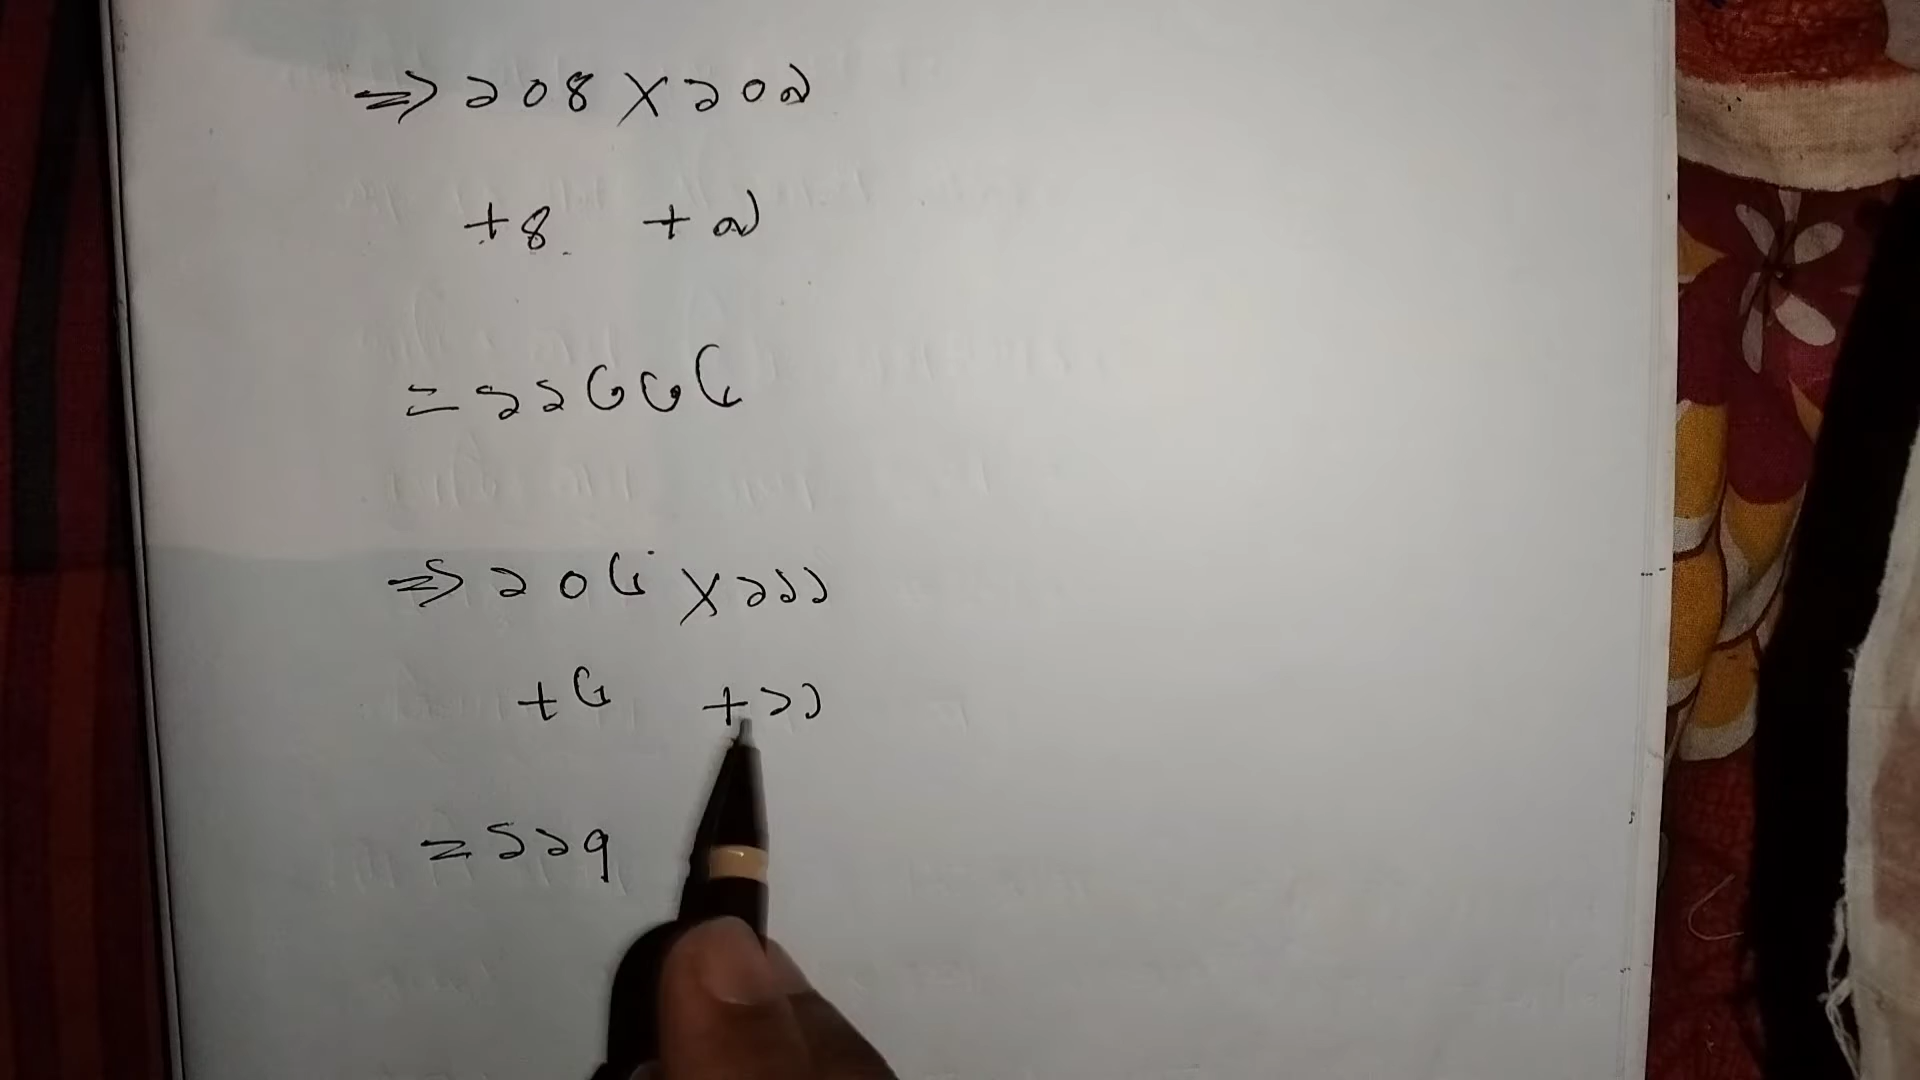 ⇒ ১০৪ × ১০৯
+৪ +৯
= ১১৩৩৬
⇒ ১০৬ × ১১১
+৬ +১১
= ১১৭